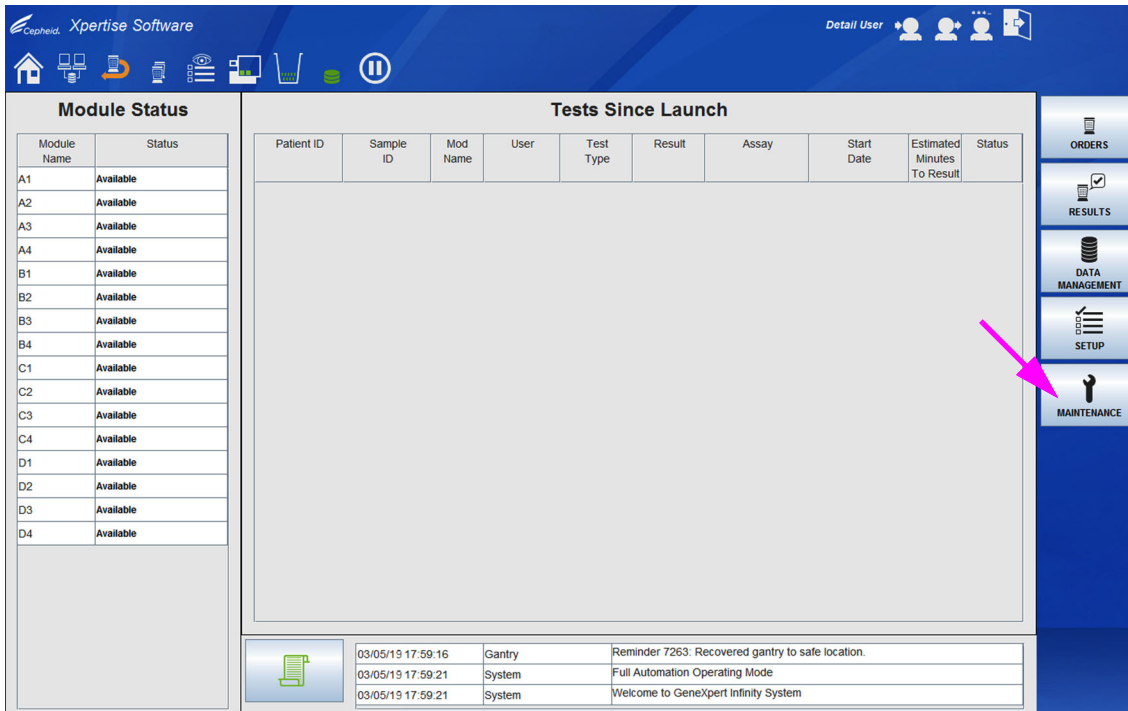 Cepheid. Xpertise Software
Detail User
Module Status
Module Name
Status
A1 Available
A2 Available
A3 Available
A4 Available
B1 Available
B2 Available
B3 Available
B4 Available
C1 Available
C2 Available
C3 Available
C4 Available
D1 Available
D2 Available
D3 Available
D4 Available
Tests Since Launch
Patient ID
Sample ID
Mod Name
User
Test Type
Result
Assay
Start Date
Estimated Minutes To Result
Status
03/05/19 17:59:16 Gantry Reminder 7263: Recovered gantry to safe location.
03/05/19 17:59:21 System Full Automation Operating Mode
03/05/19 17:59:21 System Welcome to GeneXpert Infinity System
ORDERS
RESULTS
DATA
MANAGEMENT
SETUP
MAINTENANCE